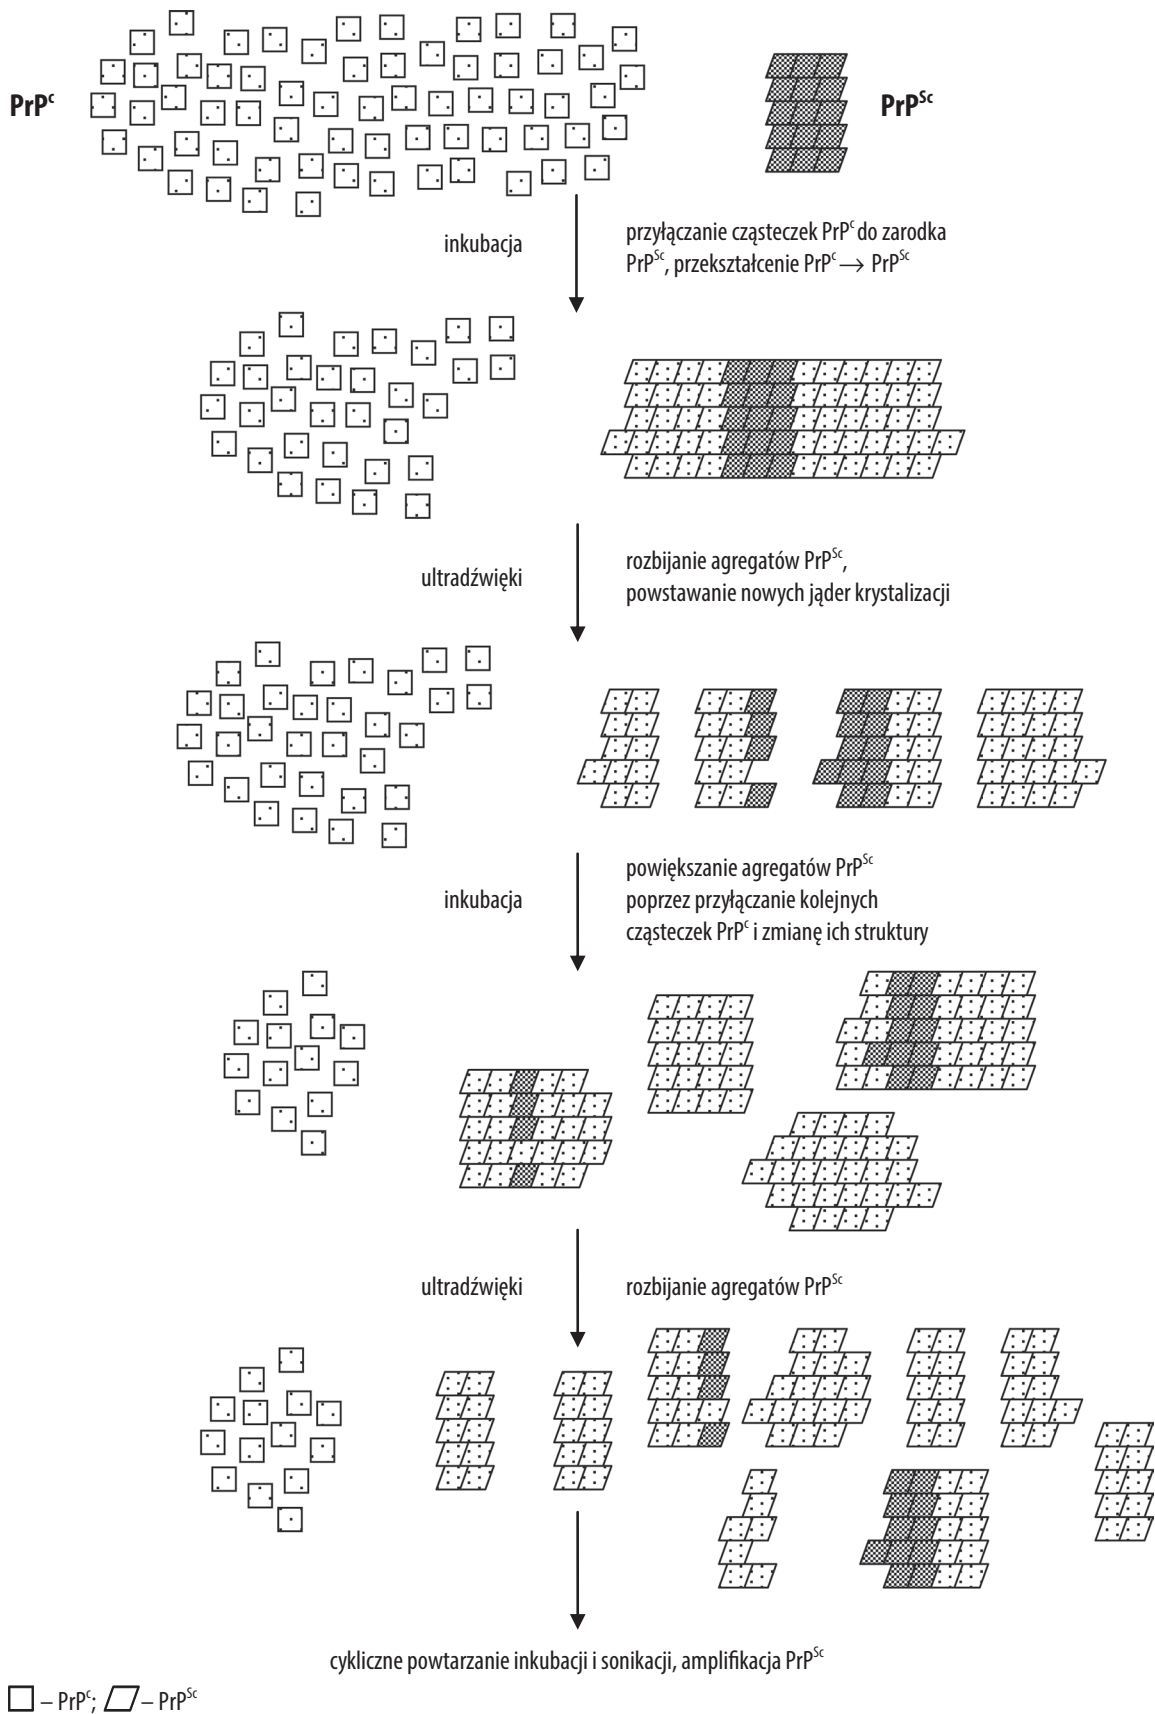 PrPᶜ
PrPˢᶜ
inkubacja
przyłączanie cząsteczek PrPᶜ do zarodka
PrPˢᶜ, przekształcenie PrPᶜ → PrPˢᶜ
ultradźwięki
rozbijanie agregatów PrPˢᶜ,
powstawanie nowych jąder krystalizacji
inkubacja
powiększanie agregatów PrPˢᶜ
poprzez przyłączanie kolejnych
cząsteczek PrPᶜ i zmianę ich struktury
ultradźwięki
rozbijanie agregatów PrPˢᶜ
cykliczne powtarzanie inkubacji i sonikacji, amplifikacja PrPˢᶜ
– PrPᶜ; – PrPˢᶜ